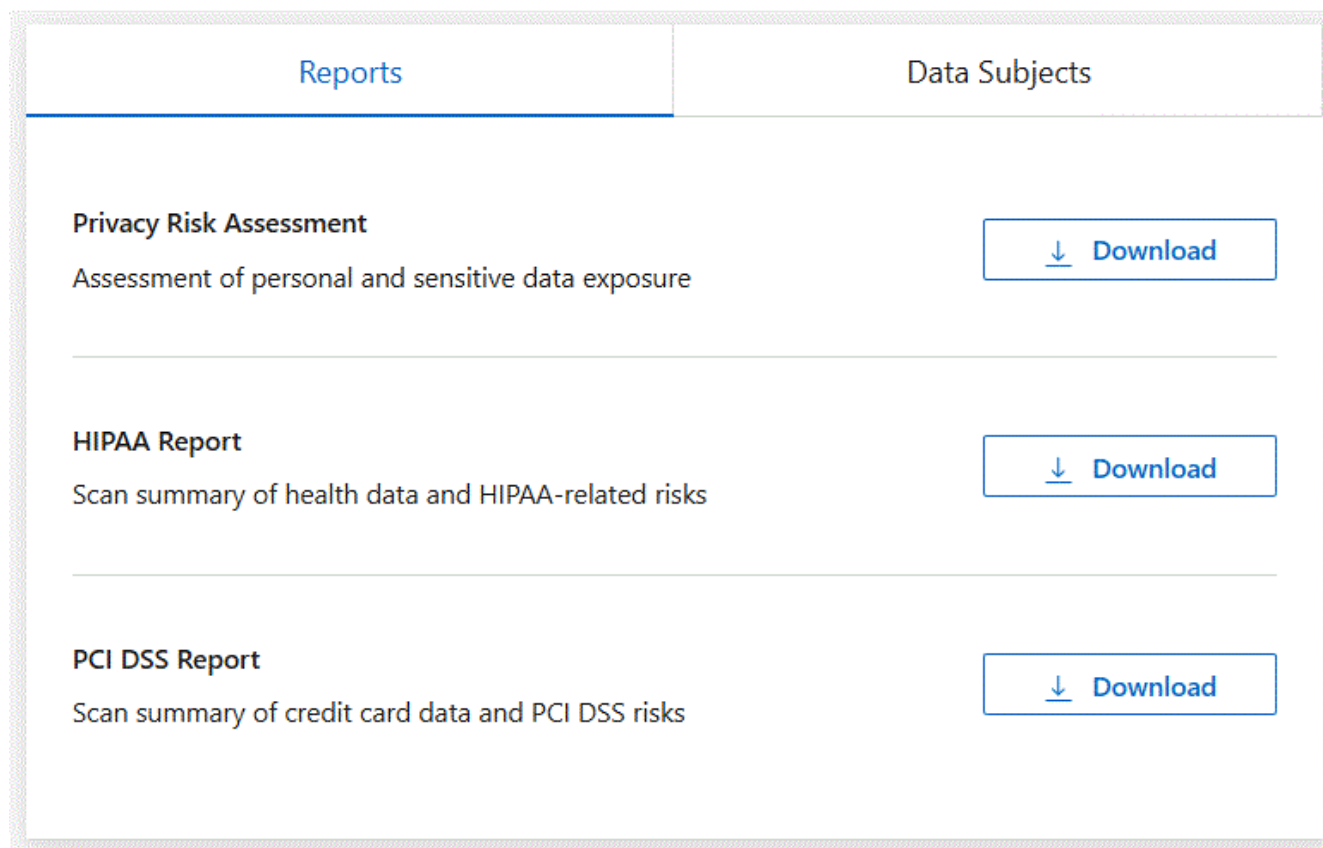 Reports
Data Subjects
Privacy Risk Assessment
Download
Assessment of personal and sensitive data exposure
HIPAA Report
Download
Scan summary of health data and HIPAA-related risks
PCI DSS Report
Download
Scan summary of credit card data and PCI DSS risks